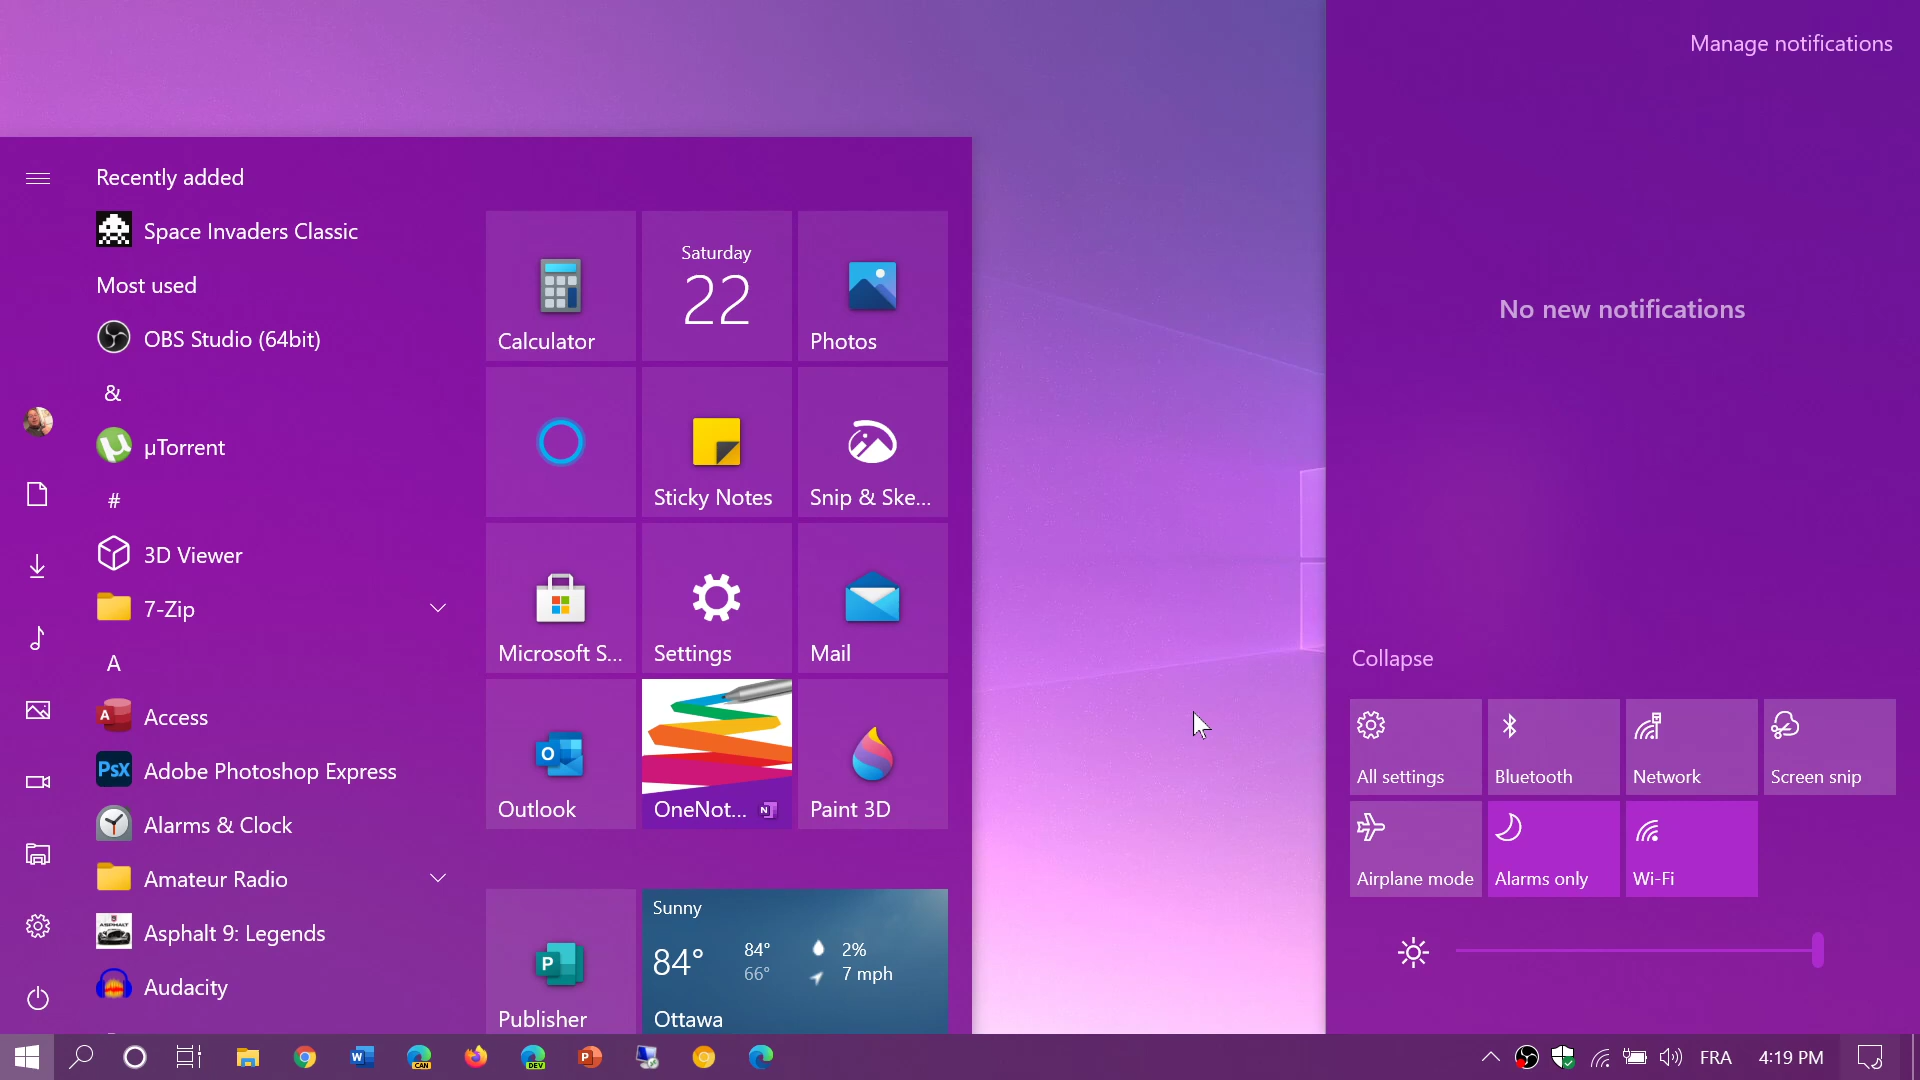 Manage notifications
Recently added
Space Invaders Classic
Most used
OBS Studio (64bit)
&
µTorrent
#
3D Viewer
7-Zip
A
Access
Adobe Photoshop Express
Alarms & Clock
Amateur Radio
Asphalt 9: Legends
Audacity
Calculator
Saturday
22
Photos
Sticky Notes
Snip & Ske...
Microsoft S...
Settings
Mail
Outlook
OneNot...
Paint 3D
Publisher
Sunny
84° 84° 2%
66° 7 mph
Ottawa
No new notifications
Collapse
All settings
Bluetooth
Network
Screen snip
Airplane mode
Alarms only
Wi-Fi
CAN
DEV
FRA
4:19 PM